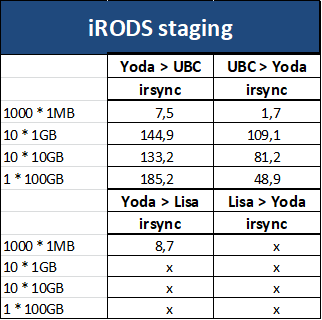 iRODS staging
Yoda > UBC UBC > Yoda
irsync irsync
1000 * 1MB 7,5 1,7
10 * 1GB 144,9 109,1
10 * 10GB 133,2 81,2
1 * 100GB 185,2 48,9
Yoda > Lisa Lisa > Yoda
irsync irsync
1000 * 1MB 8,7 x
10 * 1GB x x
10 * 10GB x x
1 * 100GB x x